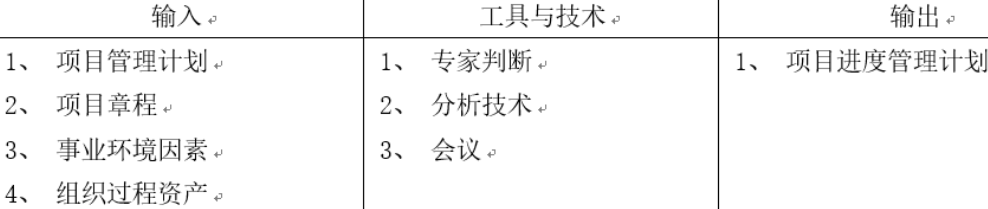 输入 工具与技术 输出
1、 项目管理计划 1、 专家判断 1、 项目进度管理计划
2、 项目章程 2、 分析技术
3、 事业环境因素 3、 会议
4、 组织过程资产